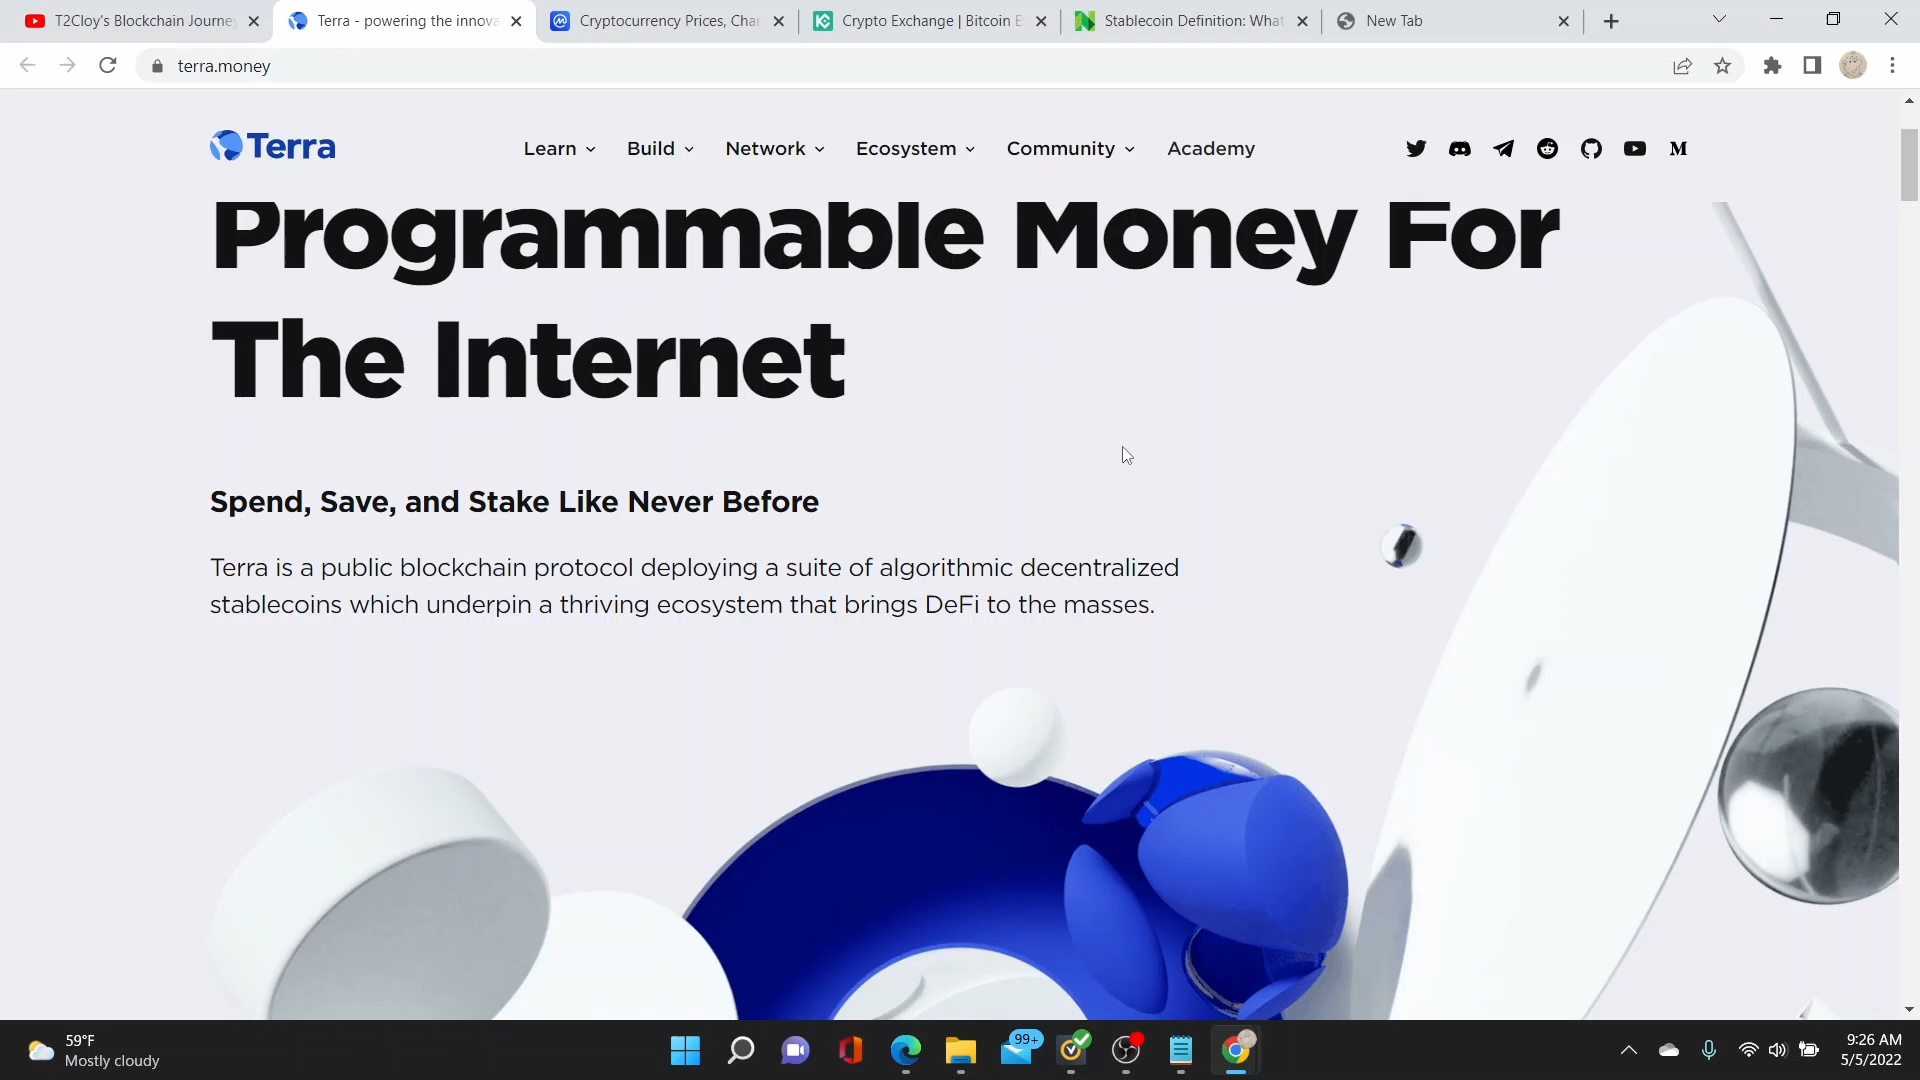 T2Cloy's Blockchain Journey
Terra - powering the innova
Cryptocurrency Prices, Char
Crypto Exchange | Bitcoin E
Stablecoin Definition: What
New Tab
terra.money
Terra
Learn
Build
Network
Ecosystem
Community
Academy
M
Programmable Money For
The Internet
Spend, Save, and Stake Like Never Before
Terra is a public blockchain protocol deploying a suite of algorithmic decentralized
stablecoins which underpin a thriving ecosystem that brings DeFi to the masses.
59°F
Mostly cloudy
99+
9:26 AM
5/5/2022